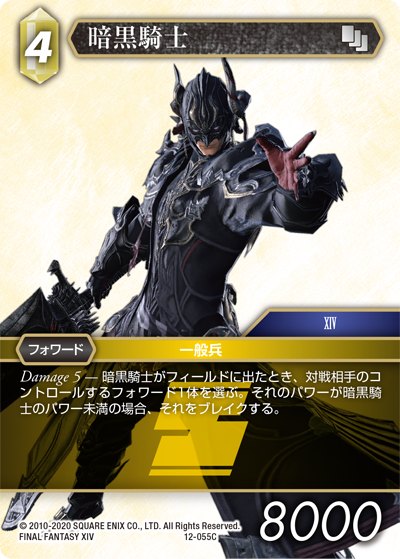 4
暗黒騎士
XIV
フォワード
一般兵
Damage 5 ― 暗黒騎士がフィールドに出たとき、対戦相手のコ
ントロールするフォワード1体を選ぶ。それのパワーが暗黒騎
士のパワー未満の場合、それをブレイクする。
© 2010-2020 SQUARE ENIX CO., LTD. All Rights Reserved.
FINAL FANTASY XIV
12-055C
8000